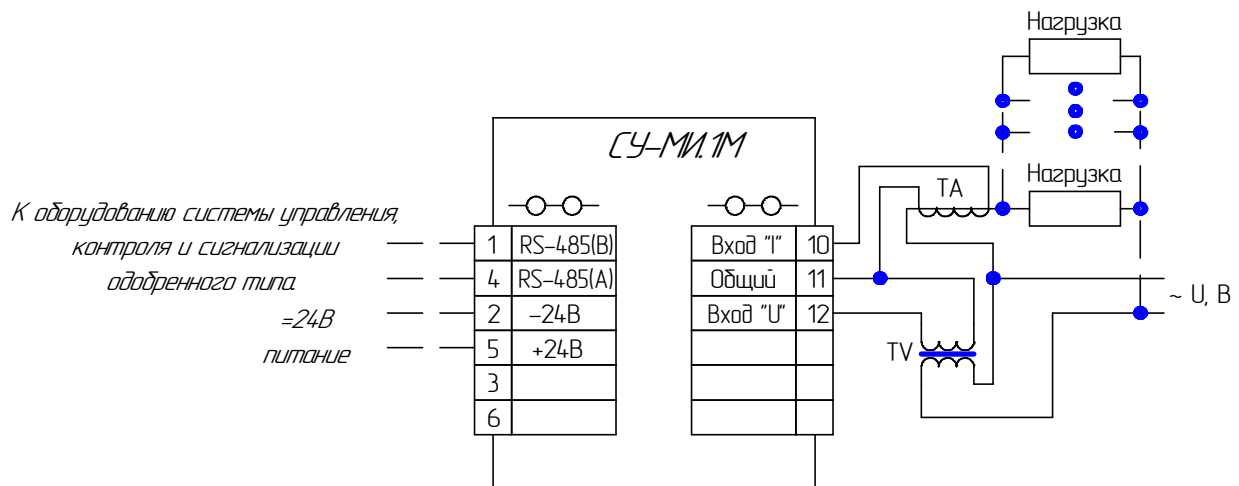 Нагрузка
СУ-МИ.1М
Нагрузка
TA
К оборудованию системы управления,
контроля и сигнализации
одобренного типа
=24В
питание
1 RS-485(B)
4 RS-485(A)
2 -24В
5 +24В
3
6
Вход "I" 10
Общий 11
Вход "U" 12
TV
~ U, В